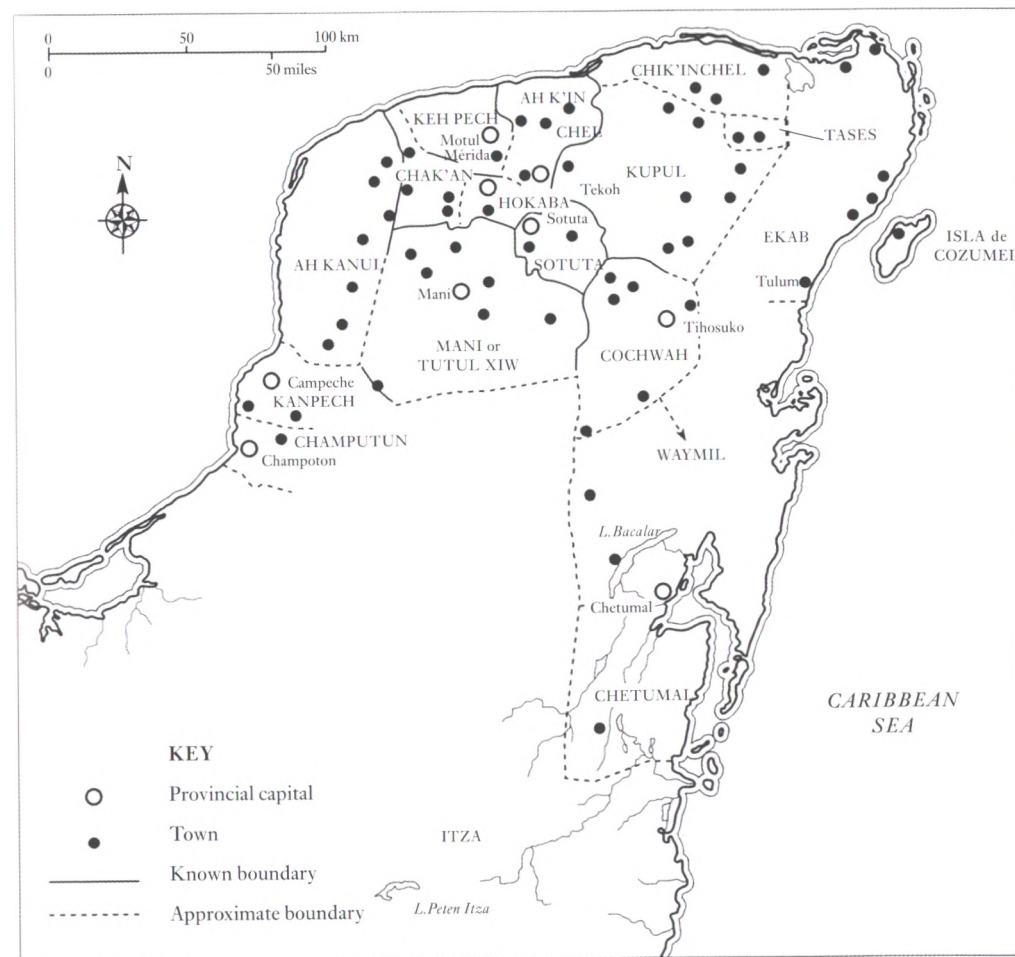 0 50 100 km
0 50 miles
N
CHIK'INCHEL
AH K'IN
CHEL
KEH PECH
TASES
Motul
Mérida
CHAK'AN
KUPUL
Tekoh
HOKABA
Sotuta
EKAB
ISLA de
COZUMEL
AH KANUL
SOTUTA
Tulum
Mani
Tihosuko
MANI or
TUTUL XIW
COCHWAH
Campeche
KANPECH
CHAMPUTUN
WAYMIL
Champoton
L.Bacalar
Chetumal
CHETUMAL
CARIBBEAN
SEA
KEY
Provincial capital
Town
ITZA
Known boundary
L.Peten Itza
Approximate boundary